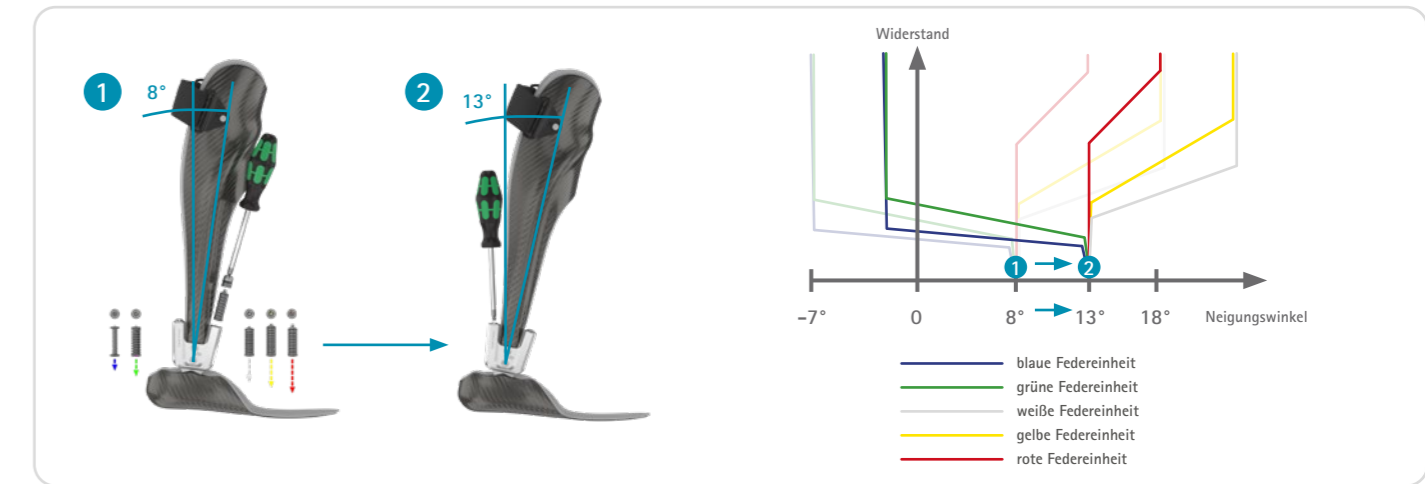 1
8°
2
13°
Widerstand
1
2
-7°
0
8°
13°
18°
Neigungswinkel
blaue Federeinheit
grüne Federeinheit
weiße Federeinheit
gelbe Federeinheit
rote Federeinheit